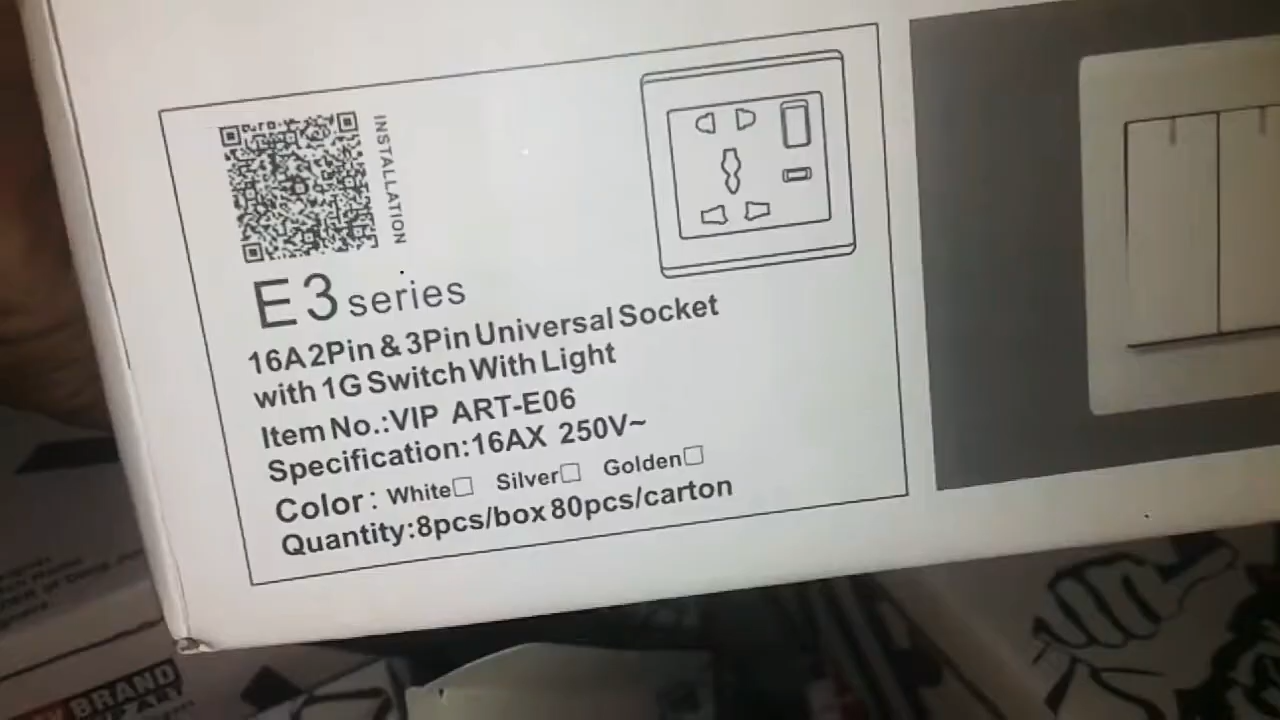 INSTALLATION
E3 series
16A 2Pin & 3Pin Universal Socket
with 1G Switch With Light
Item No.:VIP ART-E06
Specification:16AX 250V~
Color: White□ Silver□ Golden□
Quantity:8pcs/box 80pcs/carton
BRAND